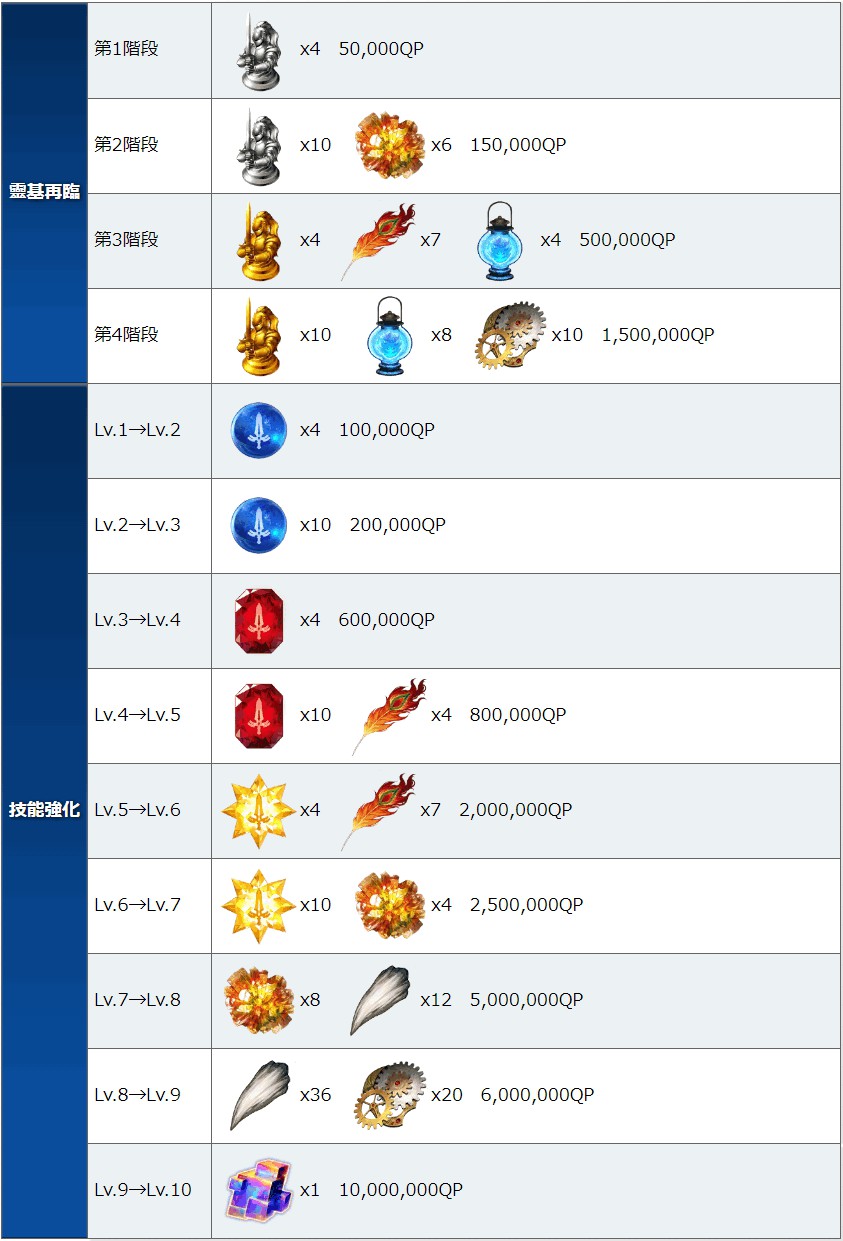 靈基再臨
第1階段 x4 50,000QP
第2階段 x10 x6 150,000QP
第3階段 x4 x7 x4 500,000QP
第4階段 x10 x8 x10 1,500,000QP
技能強化
Lv.1→Lv.2 x4 100,000QP
Lv.2→Lv.3 x10 200,000QP
Lv.3→Lv.4 x4 600,000QP
Lv.4→Lv.5 x10 x4 800,000QP
Lv.5→Lv.6 x4 x7 2,000,000QP
Lv.6→Lv.7 x10 x4 2,500,000QP
Lv.7→Lv.8 x8 x12 5,000,000QP
Lv.8→Lv.9 x36 x20 6,000,000QP
Lv.9→Lv.10 x1 10,000,000QP